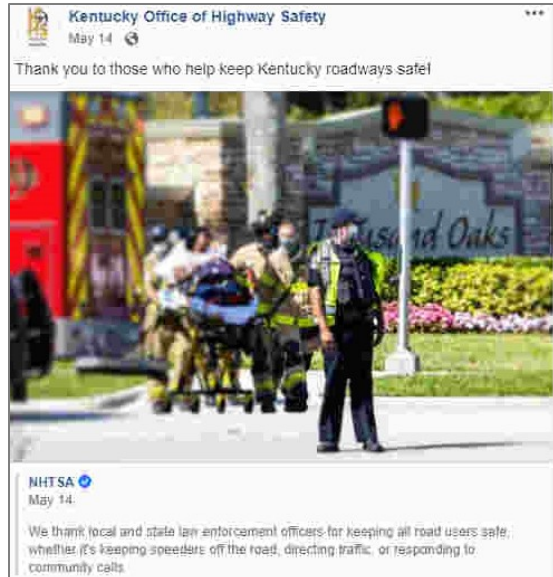 Kentucky Office of Highway Safety
May 14
Thank you to those who help keep Kentucky roadways safe!
Oaks
NHTSA
May 14
We thank local and state law enforcement officers for keeping all road users safe,
whether it's keeping speeders off the road, directing traffic, or responding to
community calls.